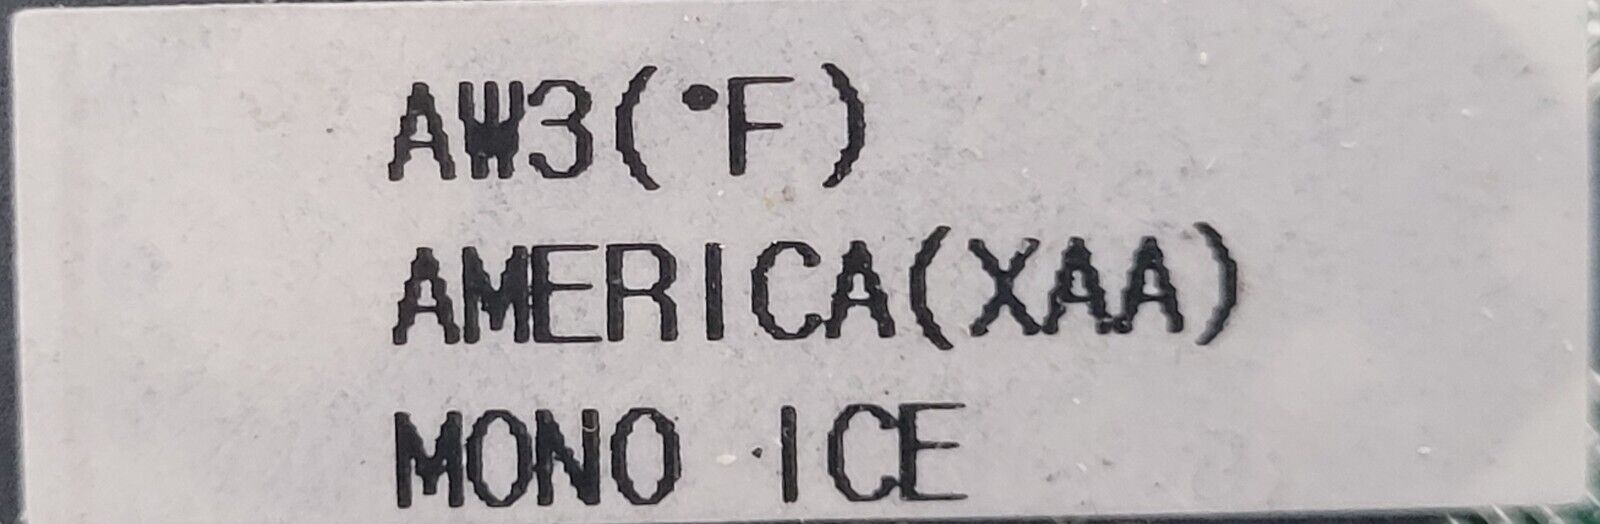 AW3(°F)
AMERICA(XAA)
MONO ICE